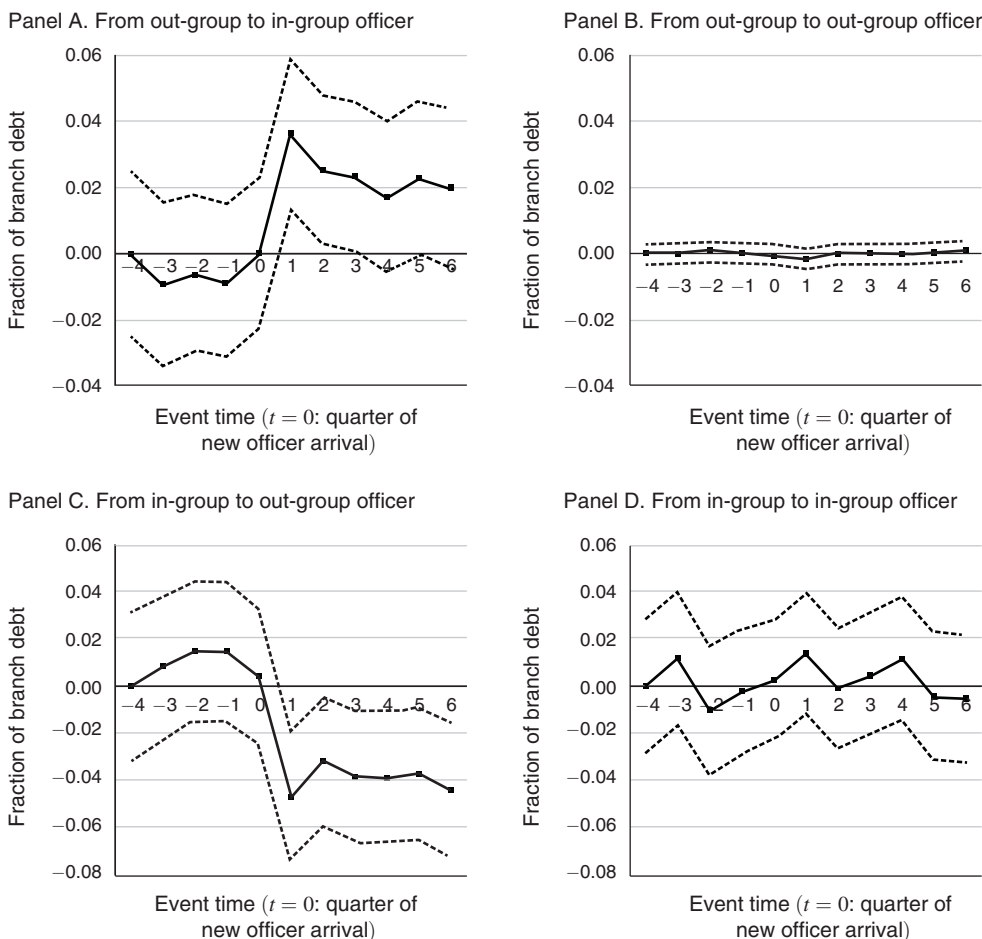 Panel A. From out-group to in-group officer
0.06
0.04
0.02
0.00
−0.02
−0.04
Fraction of branch debt
−4 −3 −2 −1 0 1 2 3 4 5 6
Event time (t = 0: quarter of
new officer arrival)
Panel B. From out-group to out-group officer
0.06
0.04
0.02
0.00
−0.02
−0.04
Fraction of branch debt
−4 −3 −2 −1 0 1 2 3 4 5 6
Event time (t = 0: quarter of
new officer arrival)
Panel C. From in-group to out-group officer
0.06
0.04
0.02
0.00
−0.02
−0.04
−0.06
−0.08
Fraction of branch debt
−4 −3 −2 −1 0 1 2 3 4 5 6
Event time (t = 0: quarter of
new officer arrival)
Panel D. From in-group to in-group officer
0.06
0.04
0.02
0.00
−0.02
−0.04
−0.06
−0.08
Fraction of branch debt
−4 −3 −2 −1 0 1 2 3 4 5 6
Event time (t = 0: quarter of
new officer arrival)